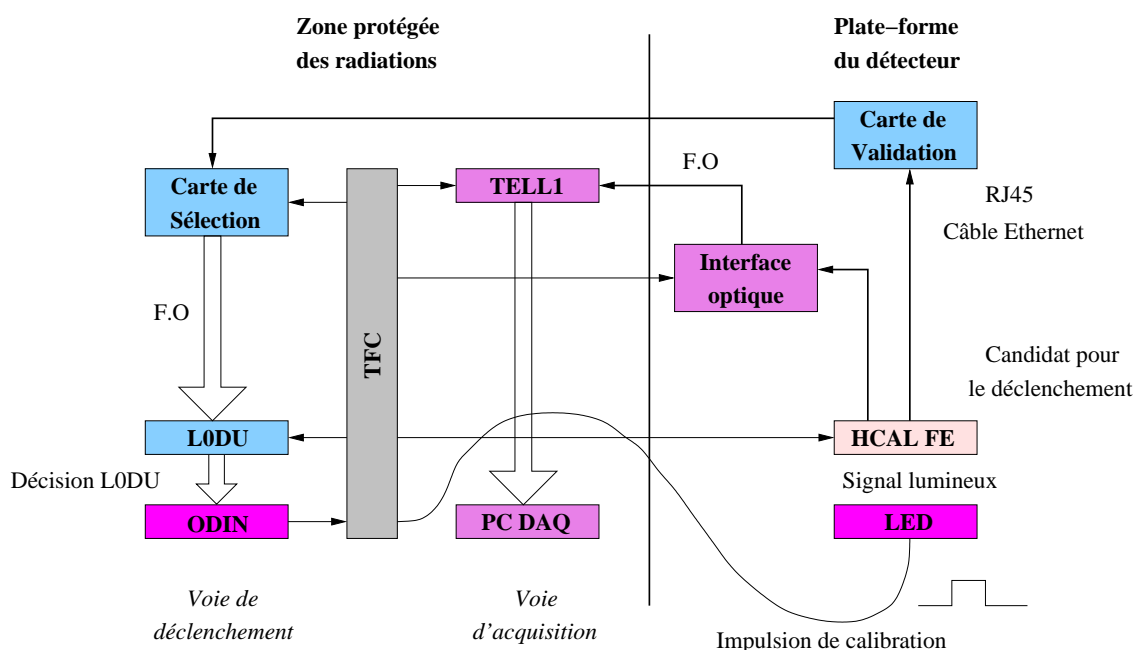 Zone protégée
des radiations
Plate−forme
du détecteur
Carte de
Validation
F.O
Carte de
Sélection
TELL1
RJ45
Câble Ethernet
Interface
optique
F.O
TFC
Candidat pour
le déclenchement
L0DU
HCAL FE
Décision L0DU
Signal lumineux
ODIN
PC DAQ
LED
Voie de
déclenchement
Voie
d'acquisition
Impulsion de calibration